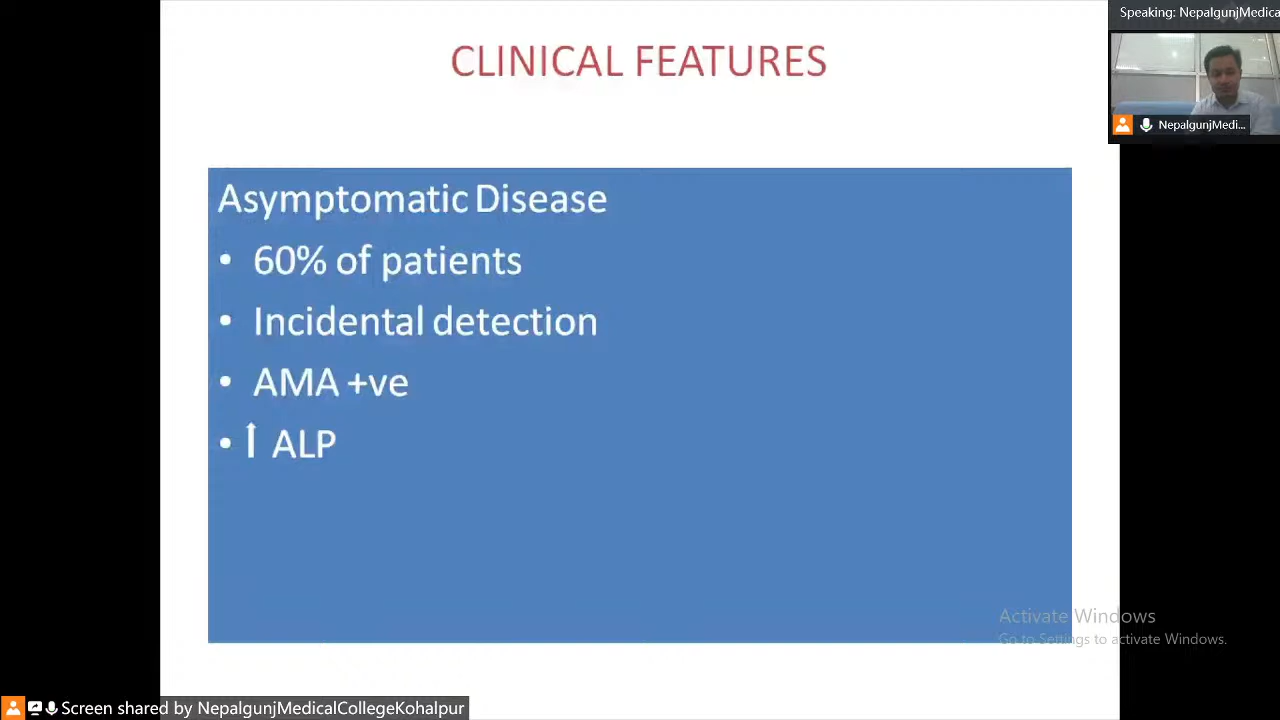 Speaking: NepalgunjMedica
CLINICAL FEATURES
NepalgunjMedi...
Asymptomatic Disease
• 60% of patients
• Incidental detection
• AMA +ve
• ↑ ALP
Activate Windows
Go to Settings to activate Windows.
Screen shared by NepalgunjMedicalCollegeKohalpur